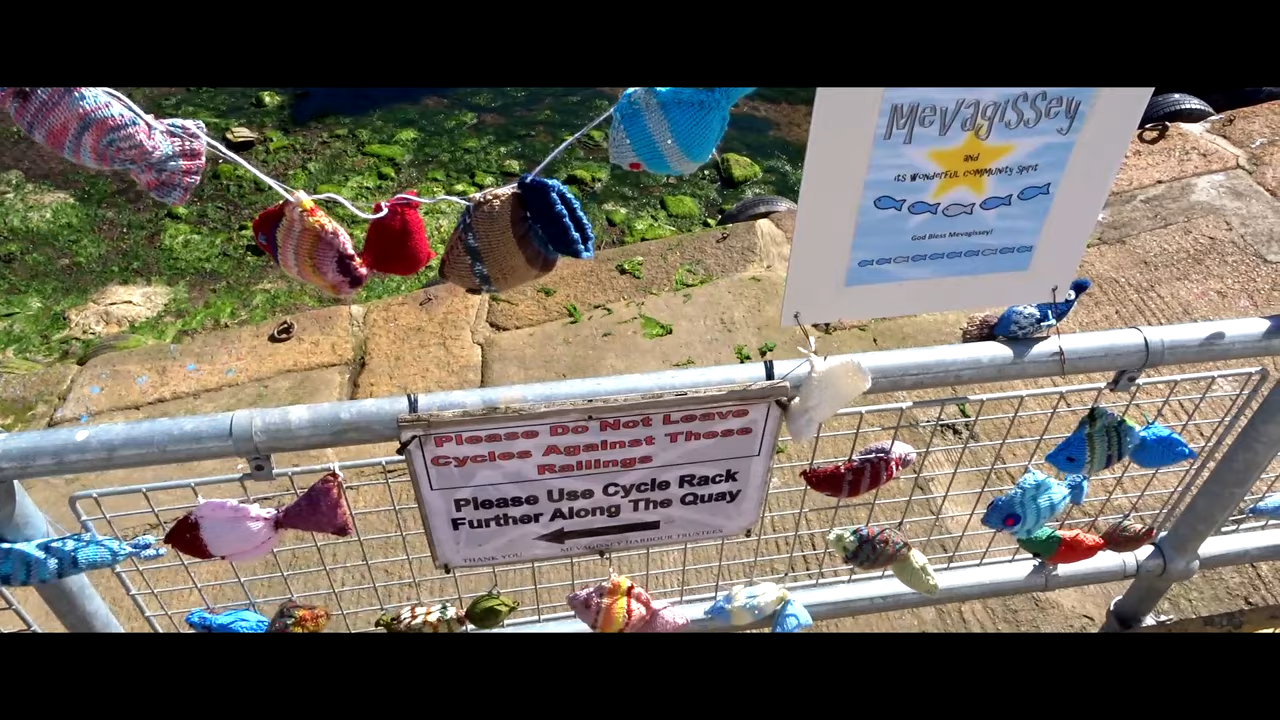 Mevagissey
and
its Wonderful Community Spirit
God Bless Mevagissey!
Please Do Not Leave
Cycles Against These
Railings
Please Use Cycle Rack
Further Along The Quay
THANK YOU
MEVAGISSEY HARBOUR TRUSTEES